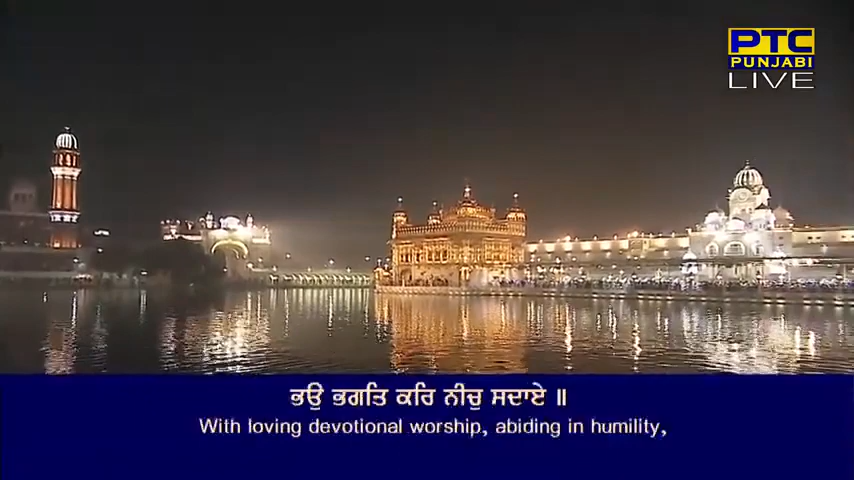 PTC
PUNJABI
LIVE
ਭਉ ਭਗਤਿ ਕਰਿ ਨੀਚੁ ਸਦਾਏ ॥
With loving devotional worship, abiding in humility,